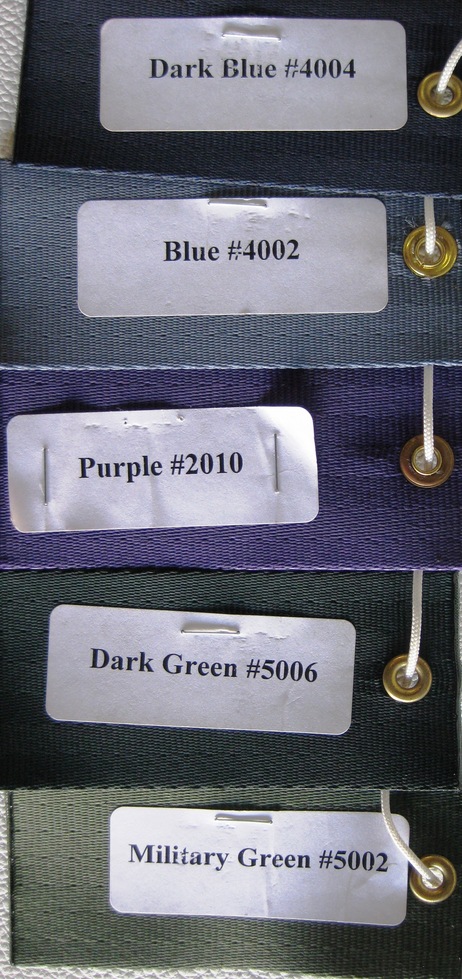 Dark Blue #4004
Blue #4002
Purple #2010
Dark Green #5006
Military Green #5002